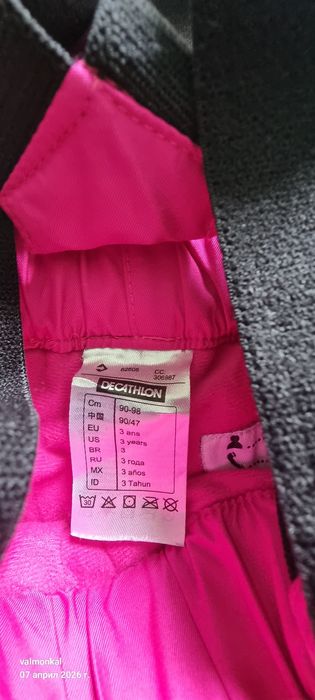 82608 CC:
306987
DECATHLON
Cm 90-98
中国 90/47
EU 3 ans
US 3 years
BR 3
RU 3 года
MX 3 años
ID 3 Tahun
30
valmonkal
07 април 2026 г.